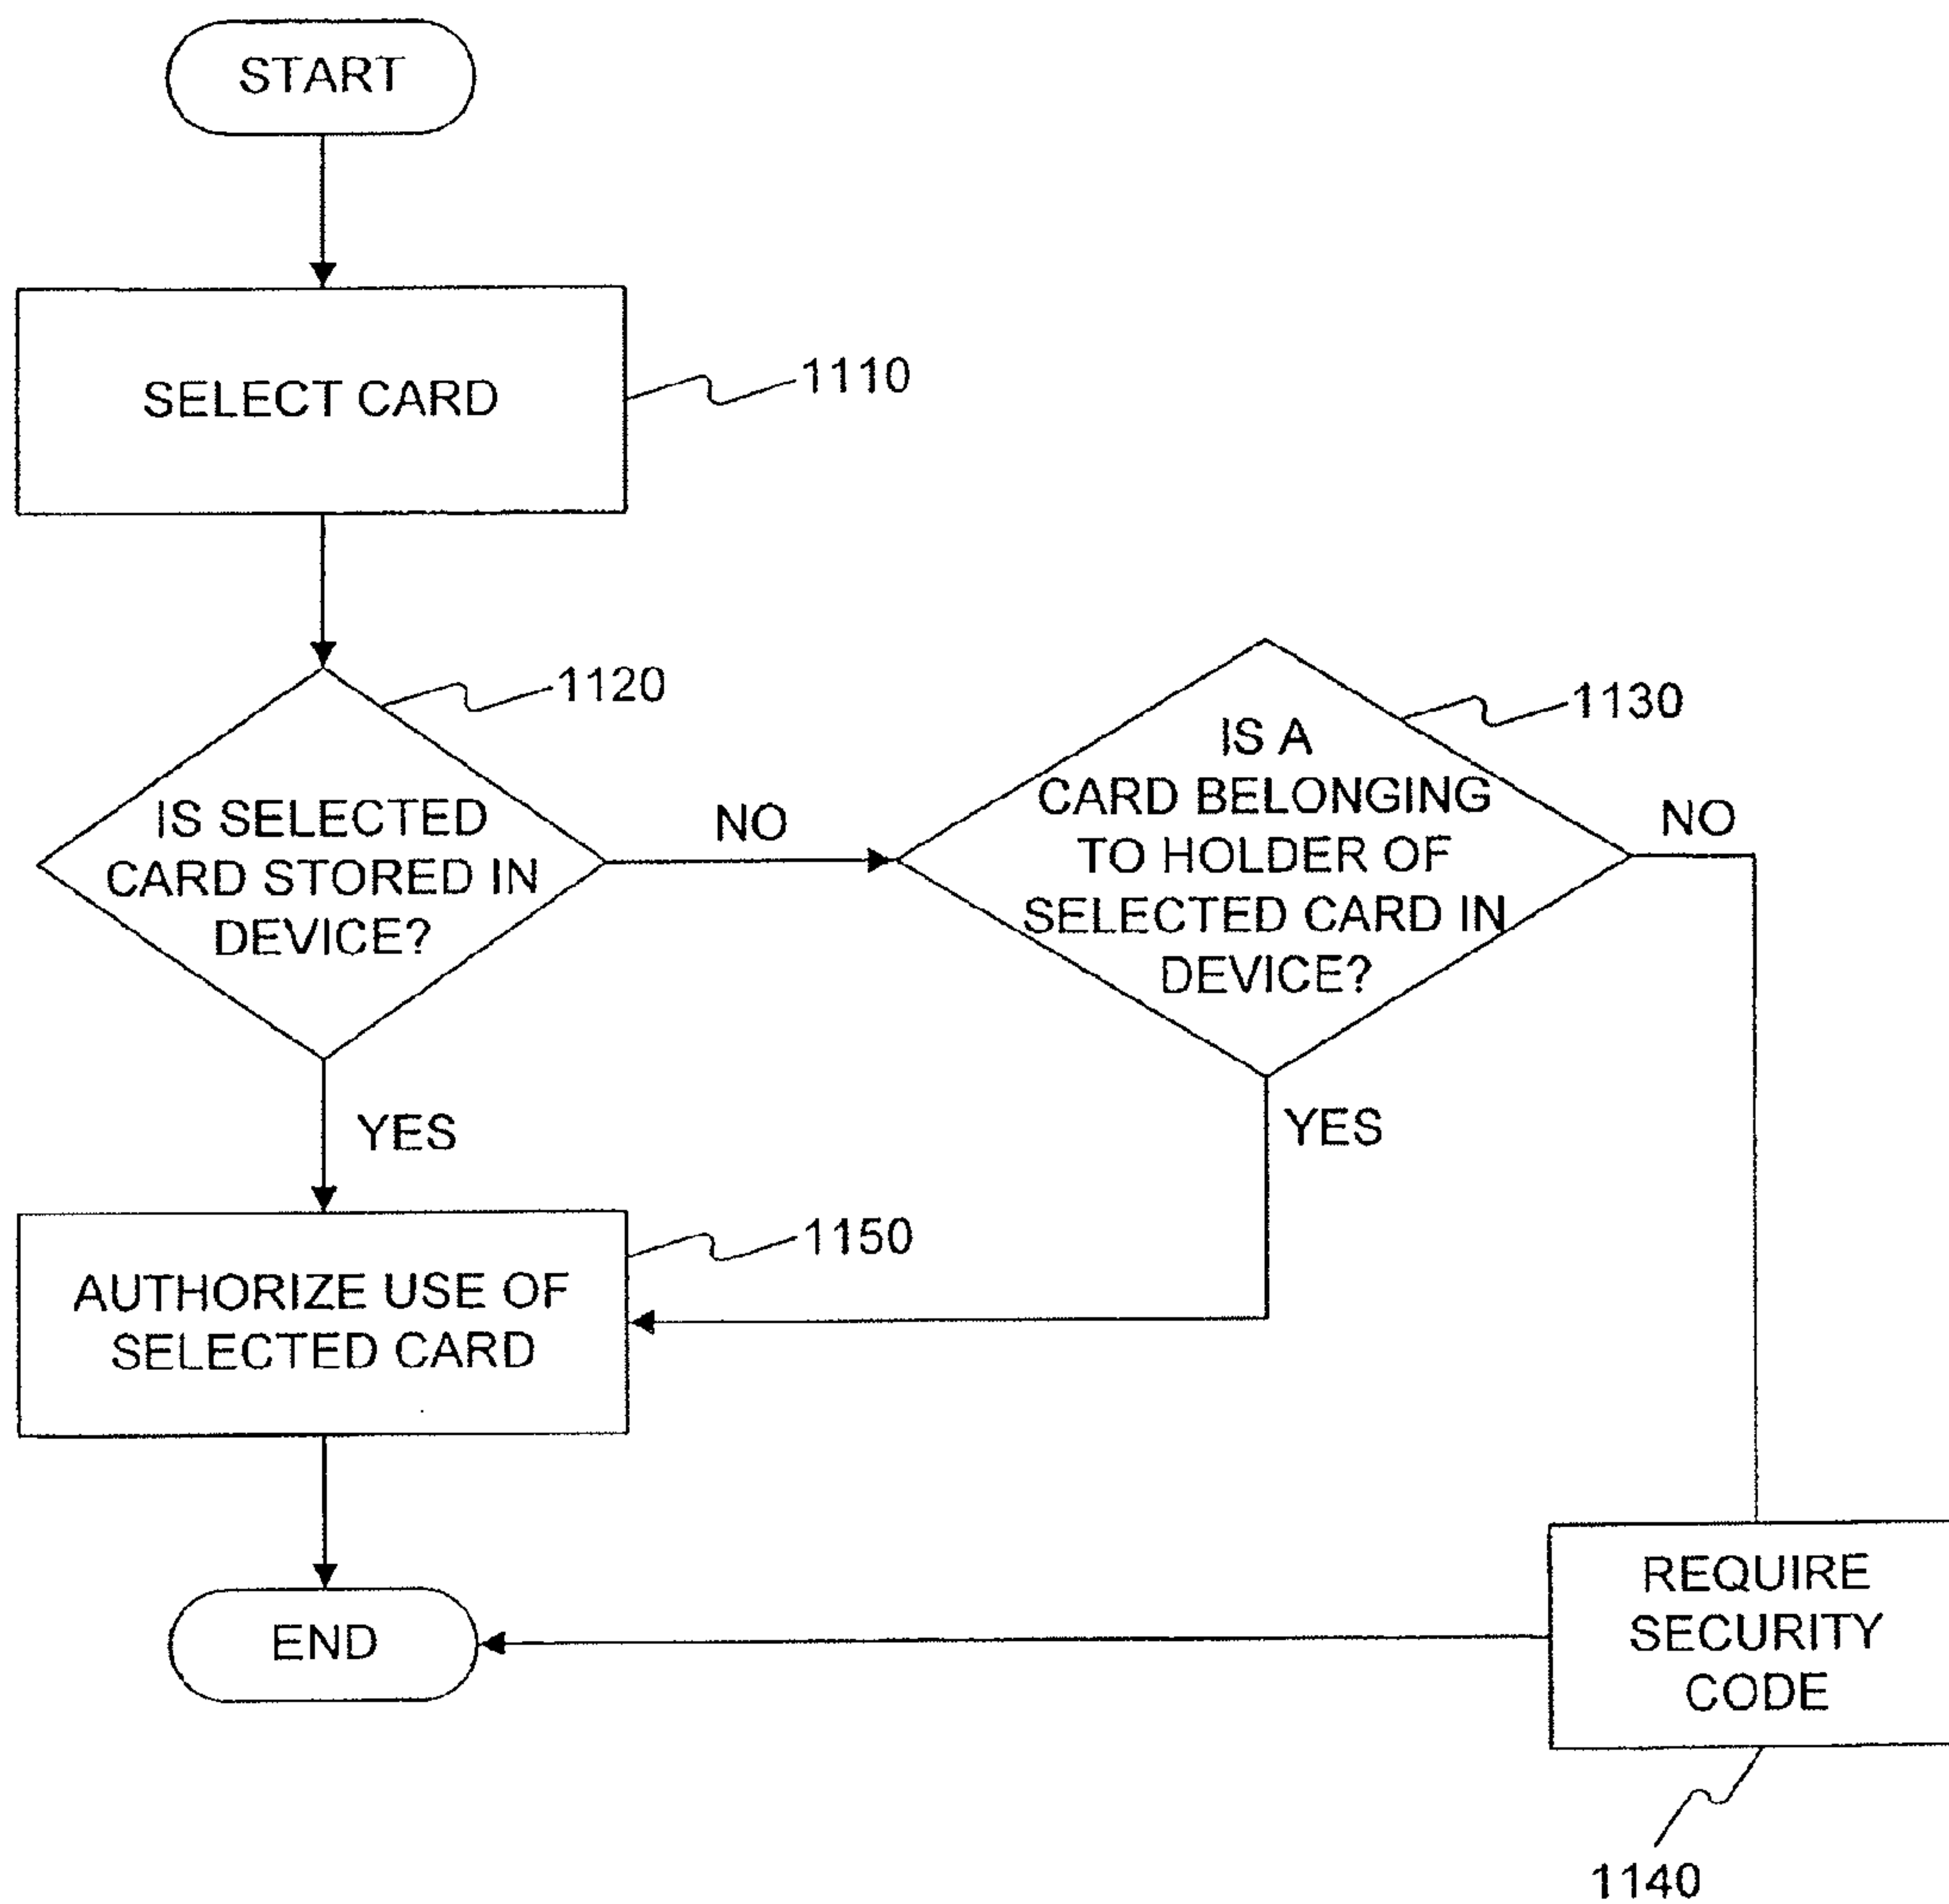 START
SELECT CARD
1110
1120
IS SELECTED
CARD STORED IN
DEVICE?
NO
1130
IS A
CARD BELONGING
TO HOLDER OF
SELECTED CARD IN
DEVICE?
NO
YES
YES
1150
AUTHORIZE USE OF
SELECTED CARD
END
REQUIRE
SECURITY
CODE
1140